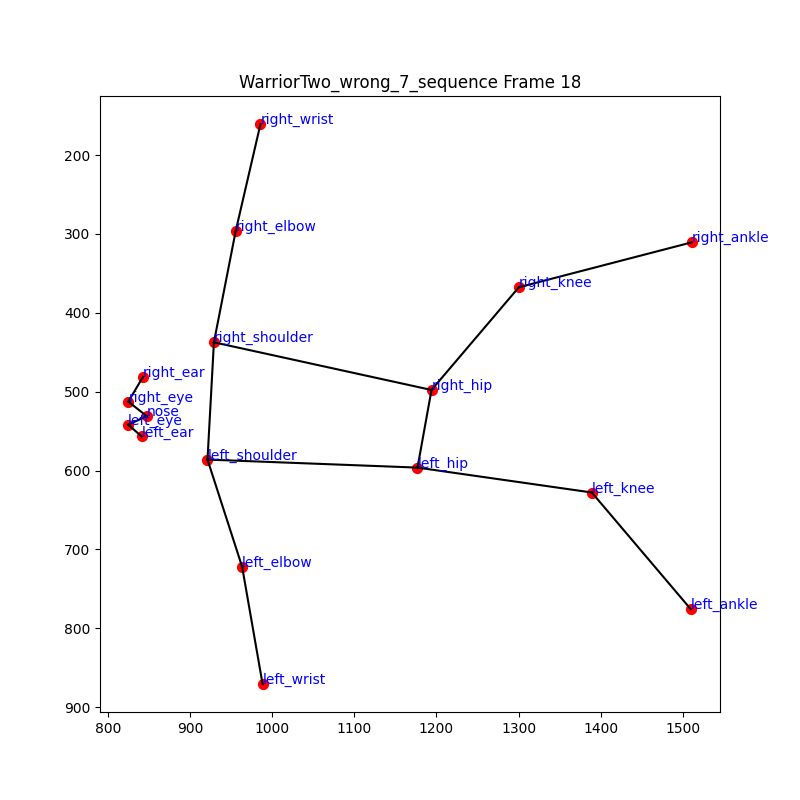 WarriorTwo_wrong_7_sequence Frame 18
right_wrist
right_elbow
right_ankle
right_knee
right_shoulder
right_ear
right_hip
right_eye
nose
left_eye
left_ear
left_shoulder
left_hip
left_knee
left_elbow
left_ankle
left_wrist
200
300
400
500
600
700
800
900
800 900 1000 1100 1200 1300 1400 1500